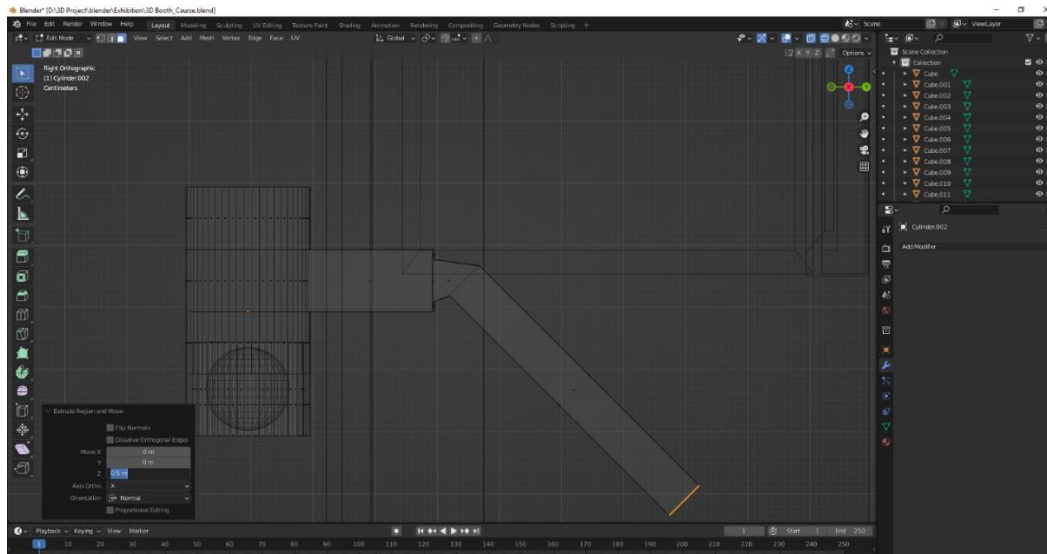 Blender* [D:\3D Project\blender\Exhibition\3D Booth_Caurse.blend]
File Edit Render Window Help Layout Modeling Sculpting UV Editing Texture Paint Shading Animation Rendering Compositing Geometry Nodes Scripting + Scene ViewLayer
Edit Mode View Select Add Mesh Vertex Edge Face UV Global
X Y Z Options
Right Orthographic
(1) Cylinder.002
Centimeters
Z
X
Y
Scene Collection
Collection
Cube
Cube.001
Cube.002
Cube.003
Cube.004
Cube.005
Cube.006
Cube.007
Cube.008
Cube.009
Cube.010
Cube.011
Cylinder.002
Add Modifier
Extrude Region and Move
Flip Normals
Dissolve Orthogonal Edges
Move X -0 m
Y 0 m
Z 0.5 m
Axis Ortho X
Orientation Normal
Proportional Editing
Playback Keying View Marker 1 Start 1 End 250
1 10 20 30 40 50 60 70 80 90 100 110 120 130 140 150 160 170 180 190 200 210 220 230 240 250